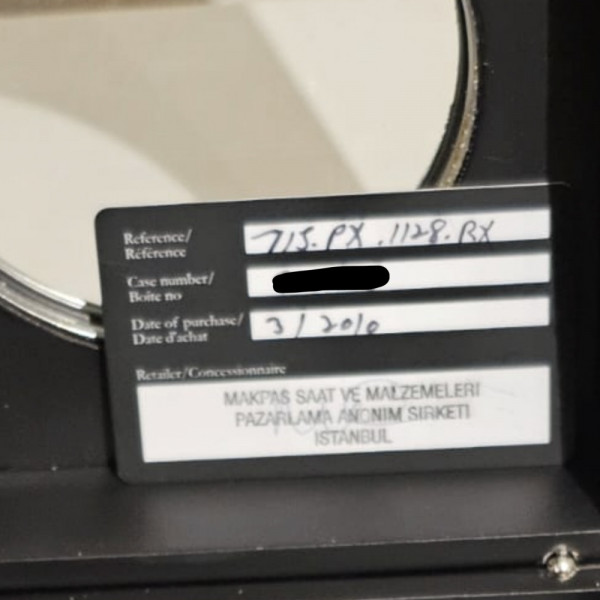 Reference/
Référence
715.PX.1128.RX
Case number/
Boîte no
Date of purchase/
Date d'achat
3/2010
Retailer/Concessionnaire
MAKPAS SAAT VE MALZEMELERI
PAZARLAMA ANONIM SIRKETI
ISTANBUL